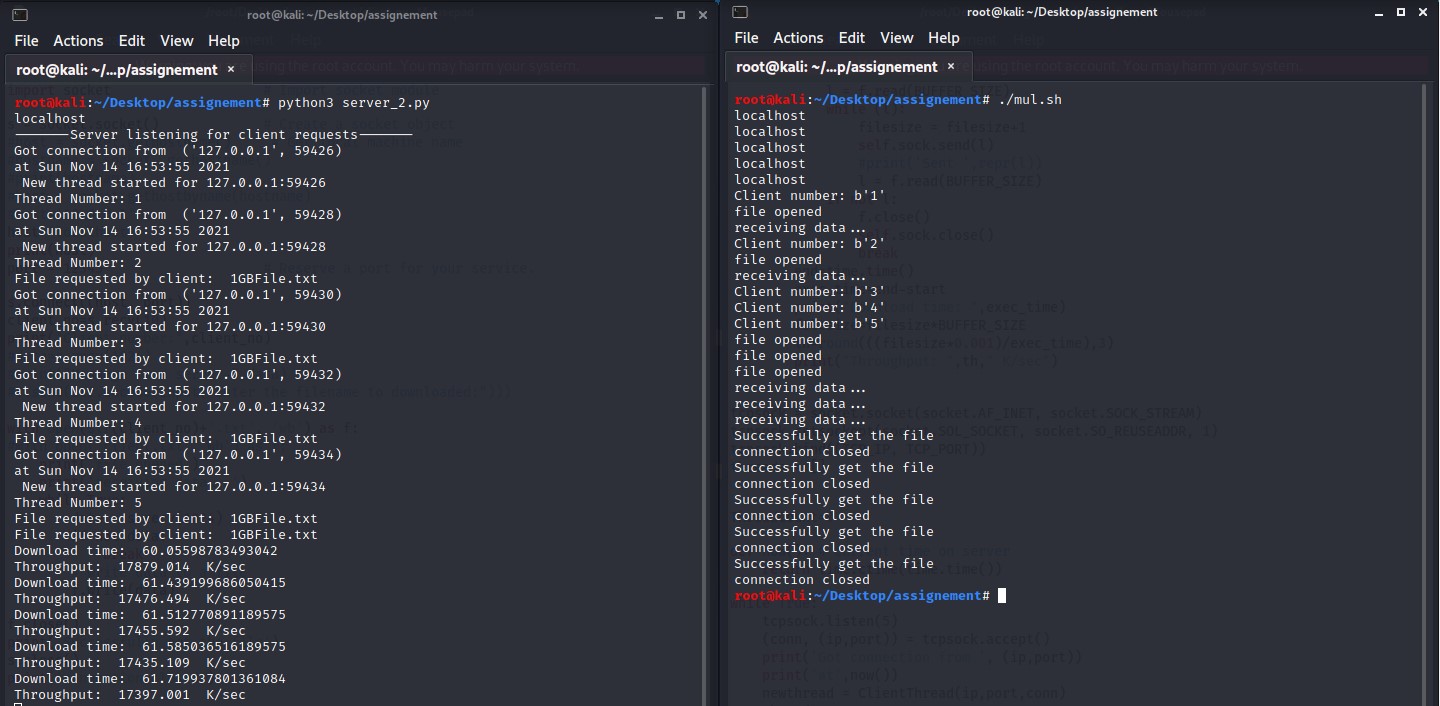 root@kali: ~/Desktop/assignement
File Actions Edit View Help
root@kali: ~/...p/assignement ×
root@kali:~/Desktop/assignement# python3 server_2.py
localhost
———Server listening for client requests———
Got connection from  ('127.0.0.1', 59426)
at Sun Nov 14 16:53:55 2021
 New thread started for 127.0.0.1:59426
Thread Number: 1
Got connection from  ('127.0.0.1', 59428)
at Sun Nov 14 16:53:55 2021
 New thread started for 127.0.0.1:59428
Thread Number: 2
File requested by client:  1GBFile.txt
Got connection from  ('127.0.0.1', 59430)
at Sun Nov 14 16:53:55 2021
 New thread started for 127.0.0.1:59430
Thread Number: 3
File requested by client:  1GBFile.txt
Got connection from  ('127.0.0.1', 59432)
at Sun Nov 14 16:53:55 2021
 New thread started for 127.0.0.1:59432
Thread Number: 4
File requested by client:  1GBFile.txt
Got connection from  ('127.0.0.1', 59434)
at Sun Nov 14 16:53:55 2021
 New thread started for 127.0.0.1:59434
Thread Number: 5
File requested by client:  1GBFile.txt
File requested by client:  1GBFile.txt
Download time:  60.05598783493042
Throughput:  17879.014  K/sec
Download time:  61.439199686050415
Throughput:  17476.494  K/sec
Download time:  61.512770891189575
Throughput:  17455.592  K/sec
Download time:  61.585036516189575
Throughput:  17435.109  K/sec
Download time:  61.719937801361084
Throughput:  17397.001  K/sec
root@kali: ~/Desktop/assignement
File Actions Edit View Help
root@kali: ~/...p/assignement ×
root@kali:~/Desktop/assignement# ./mul.sh
localhost
localhost
localhost
localhost
localhost
Client number: b'1'
file opened
receiving data...
Client number: b'2'
file opened
receiving data...
Client number: b'3'
Client number: b'4'
Client number: b'5'
file opened
file opened
file opened
receiving data...
receiving data...
receiving data...
Successfully get the file
connection closed
Successfully get the file
connection closed
Successfully get the file
connection closed
Successfully get the file
connection closed
Successfully get the file
connection closed
root@kali:~/Desktop/assignement#